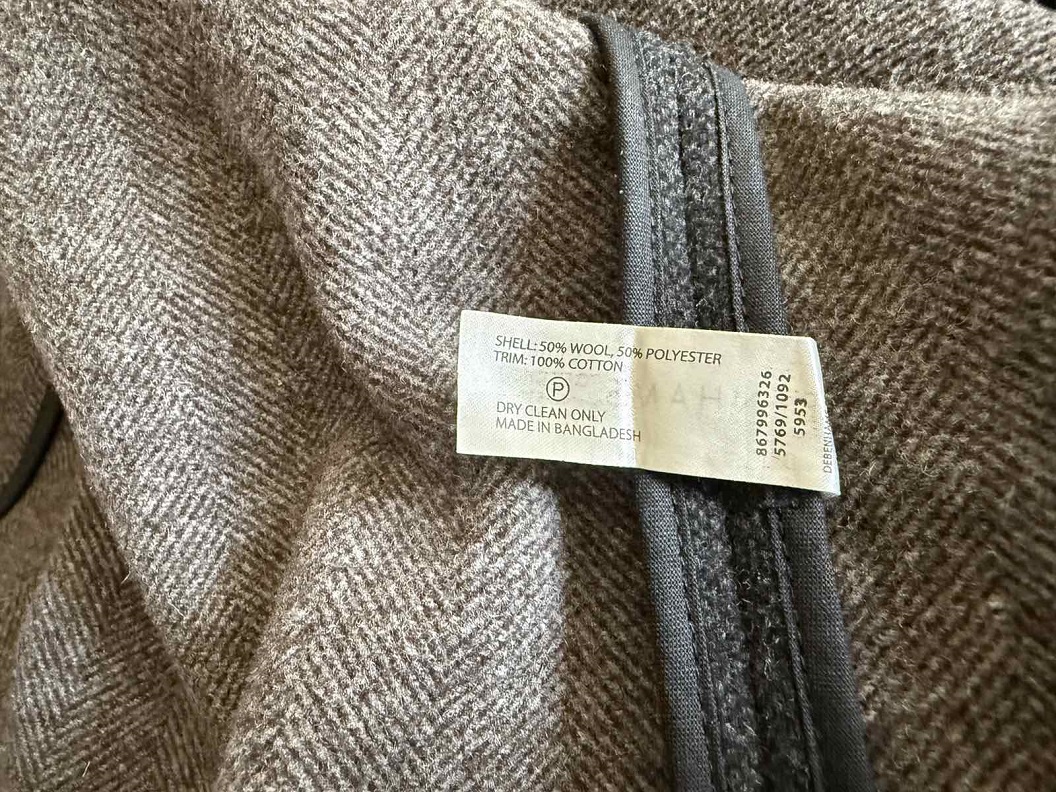 SHELL: 50% WOOL, 50% POLYESTER
TRIM: 100% COTTON
P
DRY CLEAN ONLY
MADE IN BANGLADESH
867996326
5769/1092
5953